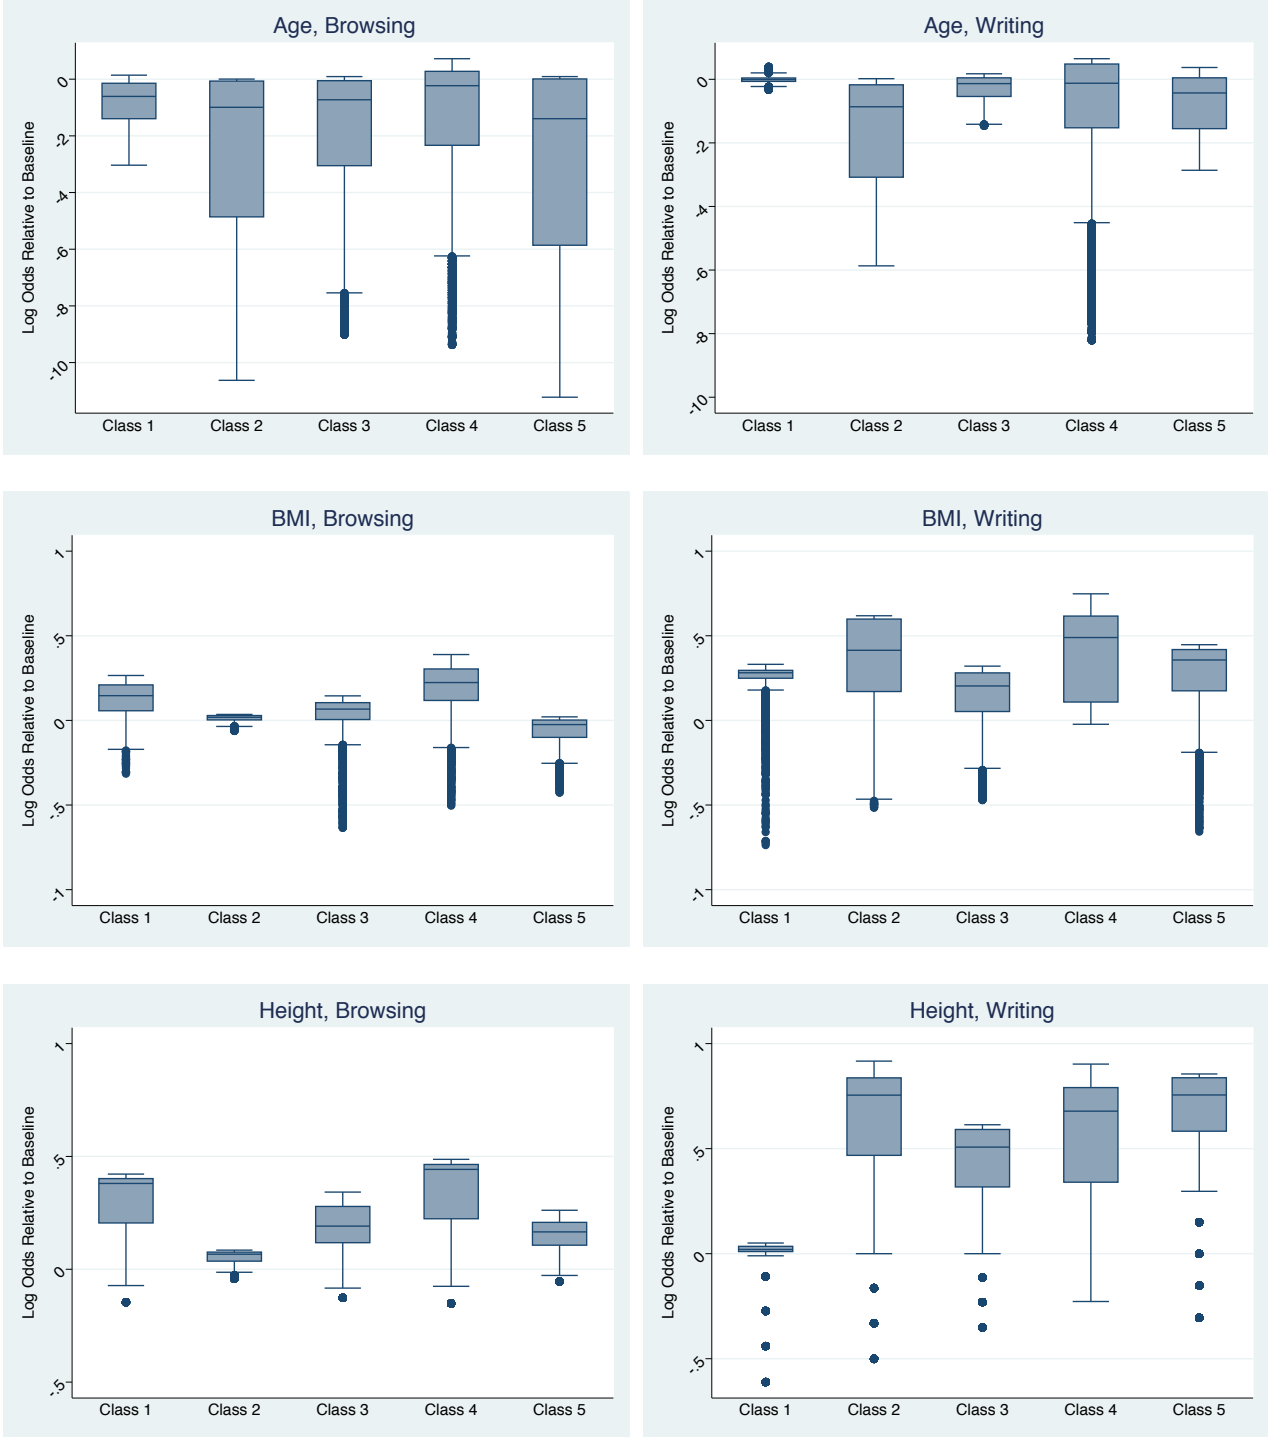 Age, Browsing
Log Odds Relative to Baseline
0
-2
-4
-6
-8
-10
Class 1 Class 2 Class 3 Class 4 Class 5
Age, Writing
Log Odds Relative to Baseline
0
-2
-4
-6
-8
-10
Class 1 Class 2 Class 3 Class 4 Class 5
BMI, Browsing
Log Odds Relative to Baseline
1
.5
0
-.5
-1
Class 1 Class 2 Class 3 Class 4 Class 5
BMI, Writing
Log Odds Relative to Baseline
1
.5
0
-.5
-1
Class 1 Class 2 Class 3 Class 4 Class 5
Height, Browsing
Log Odds Relative to Baseline
1
.5
0
-.5
Class 1 Class 2 Class 3 Class 4 Class 5
Height, Writing
Log Odds Relative to Baseline
1
.5
0
-.5
Class 1 Class 2 Class 3 Class 4 Class 5